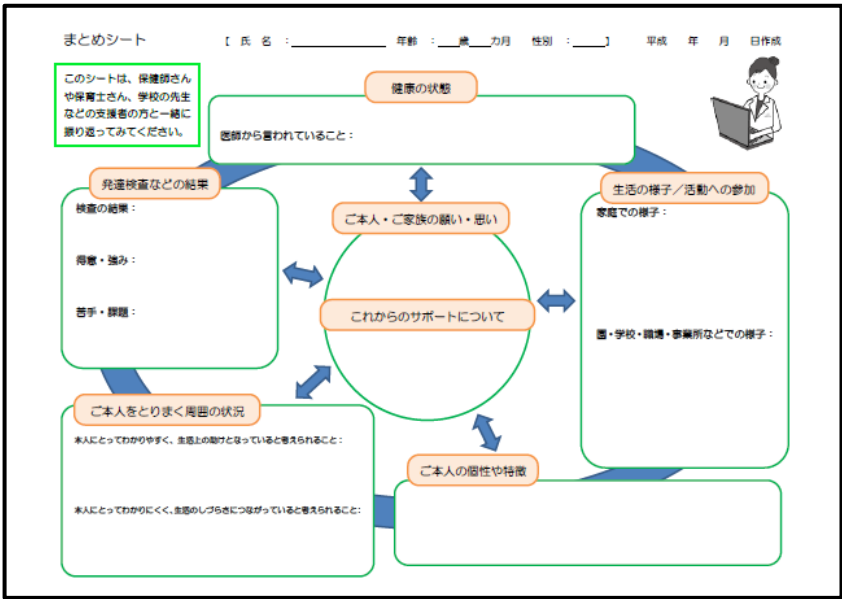 まとめシート 【 氏 名 : 年齢 : 歳 カ月 性別 : 】 平成 年 月 日作成
このシートは、保健師さん
や保育士さん、学校の先生
などの支援者の方と一緒に
振り返ってみてください。
健康の状態
医師から言われていること：
発達検査などの結果
検査の結果：
得意・強み：
苦手・課題：
ご本人・ご家族の願い・思い
これからのサポートについて
生活の様子／活動への参加
家庭での様子：
園・学校・職場・事業所などでの様子：
ご本人をとりまく周囲の状況
本人にとってわかりやすく、生活上の助けとなっていると考えられること：
本人にとってわかりにくく、生活のしづらさにつながっていると考えられること：
ご本人の個性や特徴